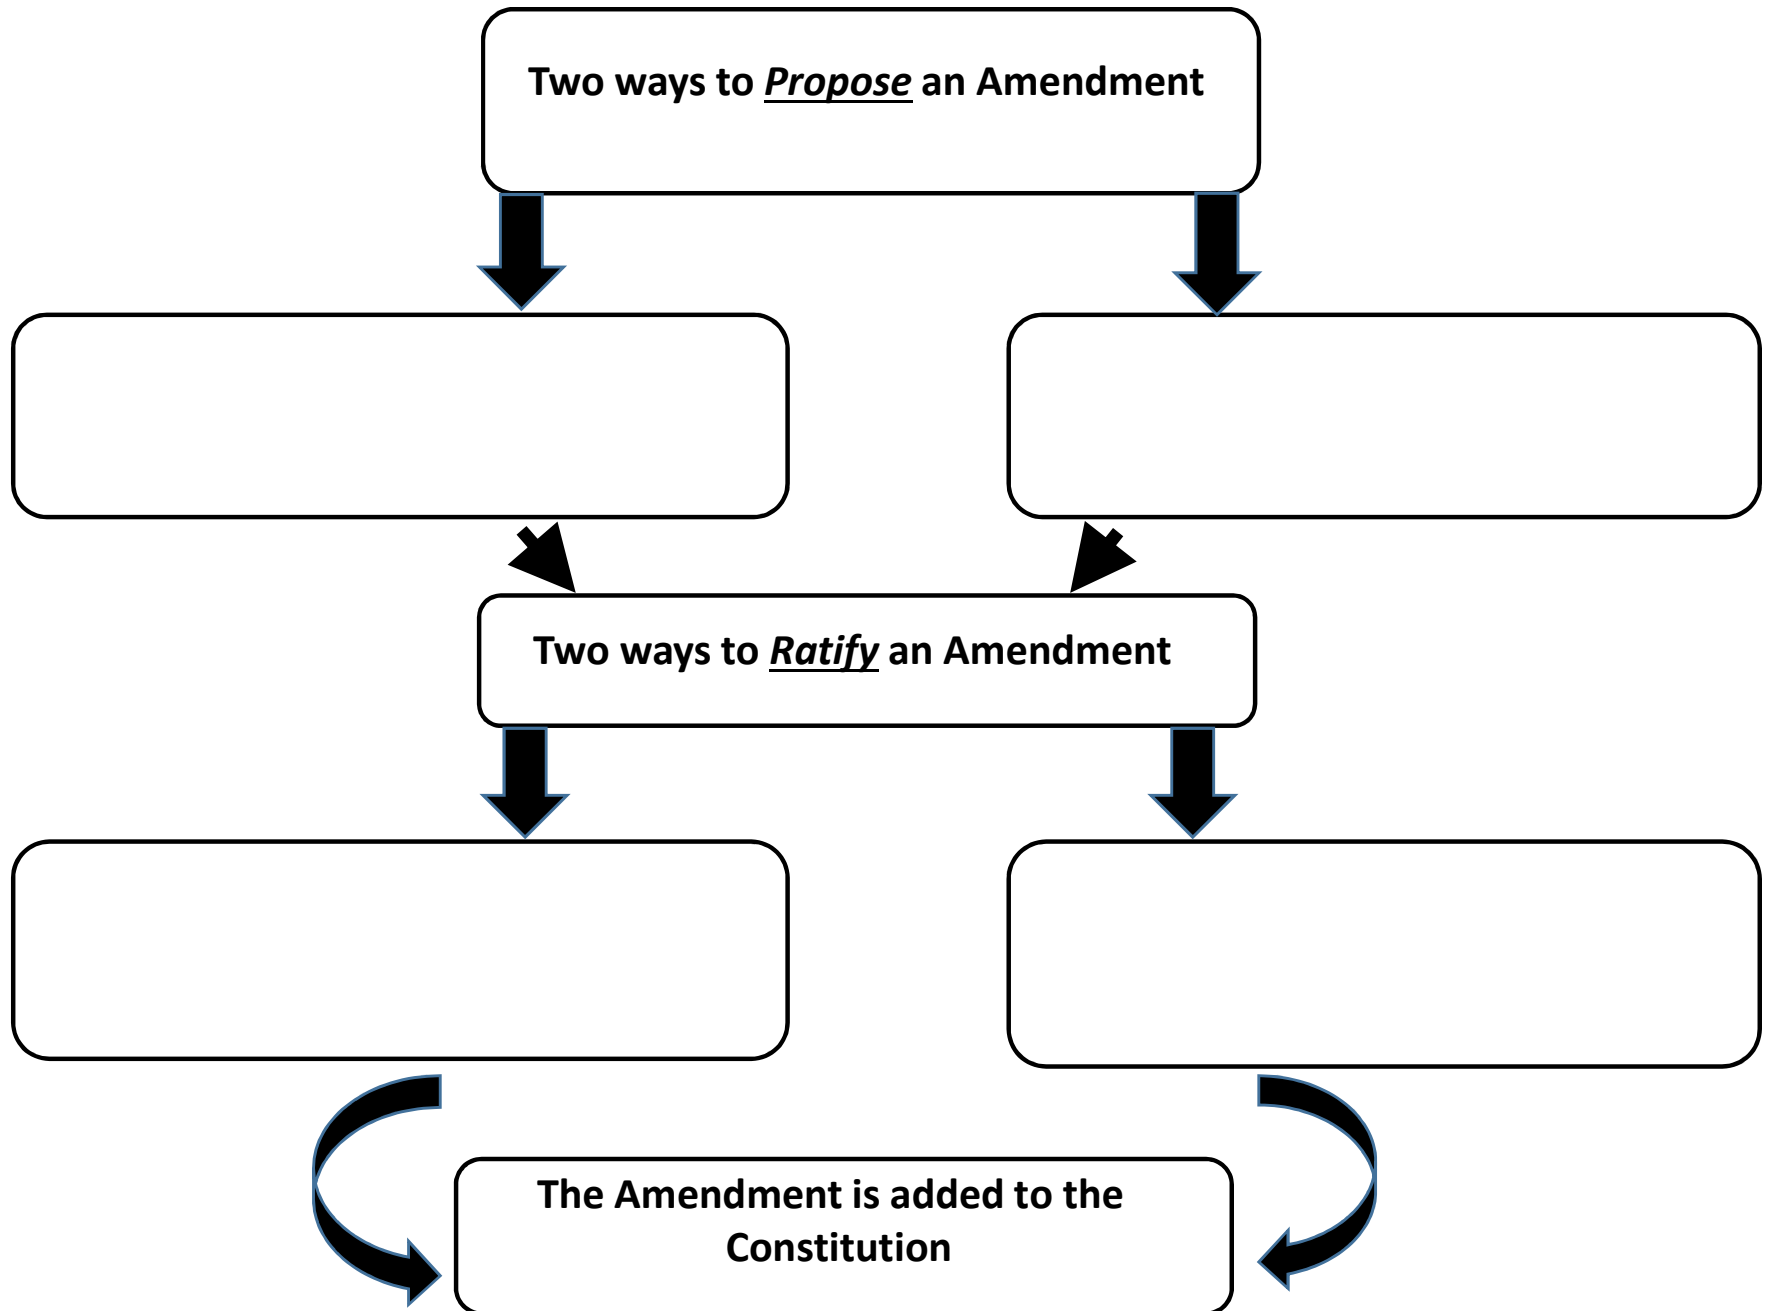 Two ways to Propose an Amendment
Two ways to Ratify an Amendment
The Amendment is added to the
Constitution